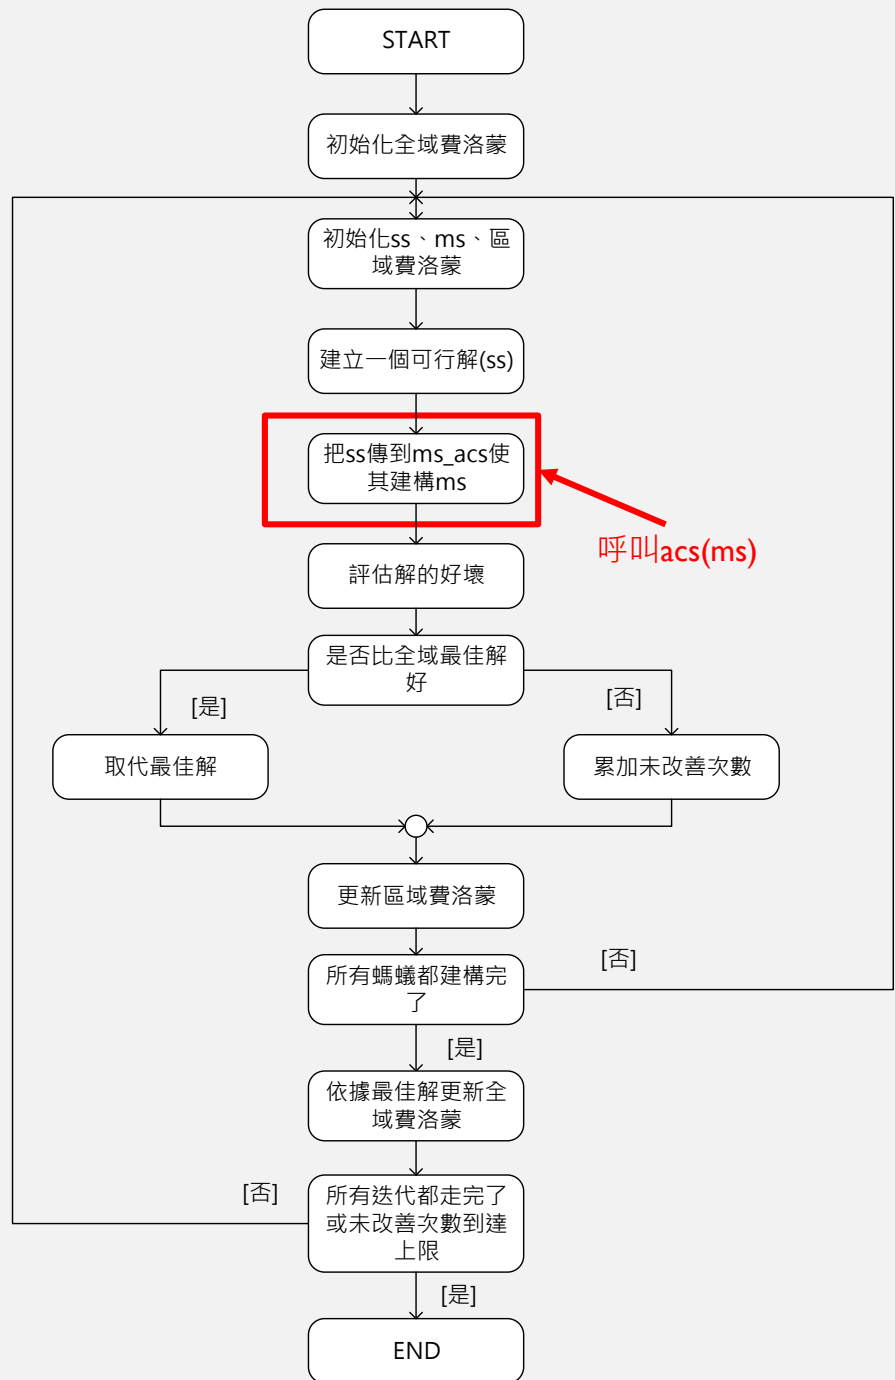 START
初始化全域費洛蒙
初始化ss、ms、區
域費洛蒙
建立一個可行解(ss)
把ss傳到ms_acs使
其建構ms
呼叫acs(ms)
評估解的好壞
是否比全域最佳解
好
[是]
[否]
取代最佳解
累加未改善次數
更新區域費洛蒙
所有螞蟻都建構完
了
[否]
[是]
依據最佳解更新全
域費洛蒙
[否]
所有迭代都走完了
或未改善次數到達
上限
[是]
END